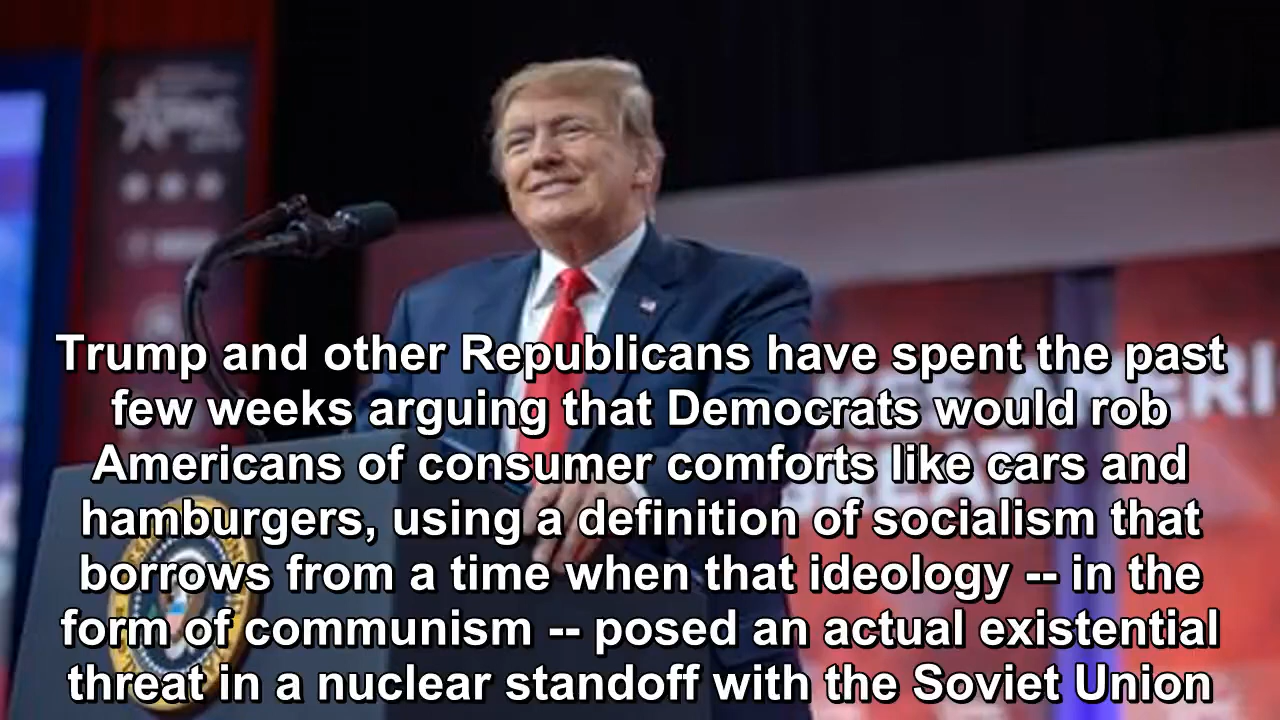 CPAC
Trump and other Republicans have spent the past
few weeks arguing that Democrats would rob
Americans of consumer comforts like cars and
hamburgers, using a definition of socialism that
borrows from a time when that ideology -- in the
form of communism -- posed an actual existential
threat in a nuclear standoff with the Soviet Union